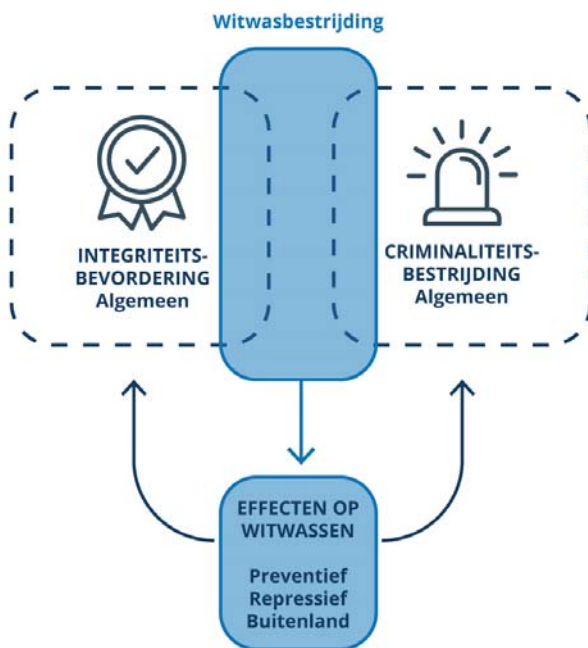 Witwasbestrijding
INTEGRITEITS-
BEVORDERING
Algemeen
CRIMINALITEITS-
BESTRIJDING
Algemeen
EFFECTEN OP
WITWASSEN
Preventief
Repressief
Buitenland